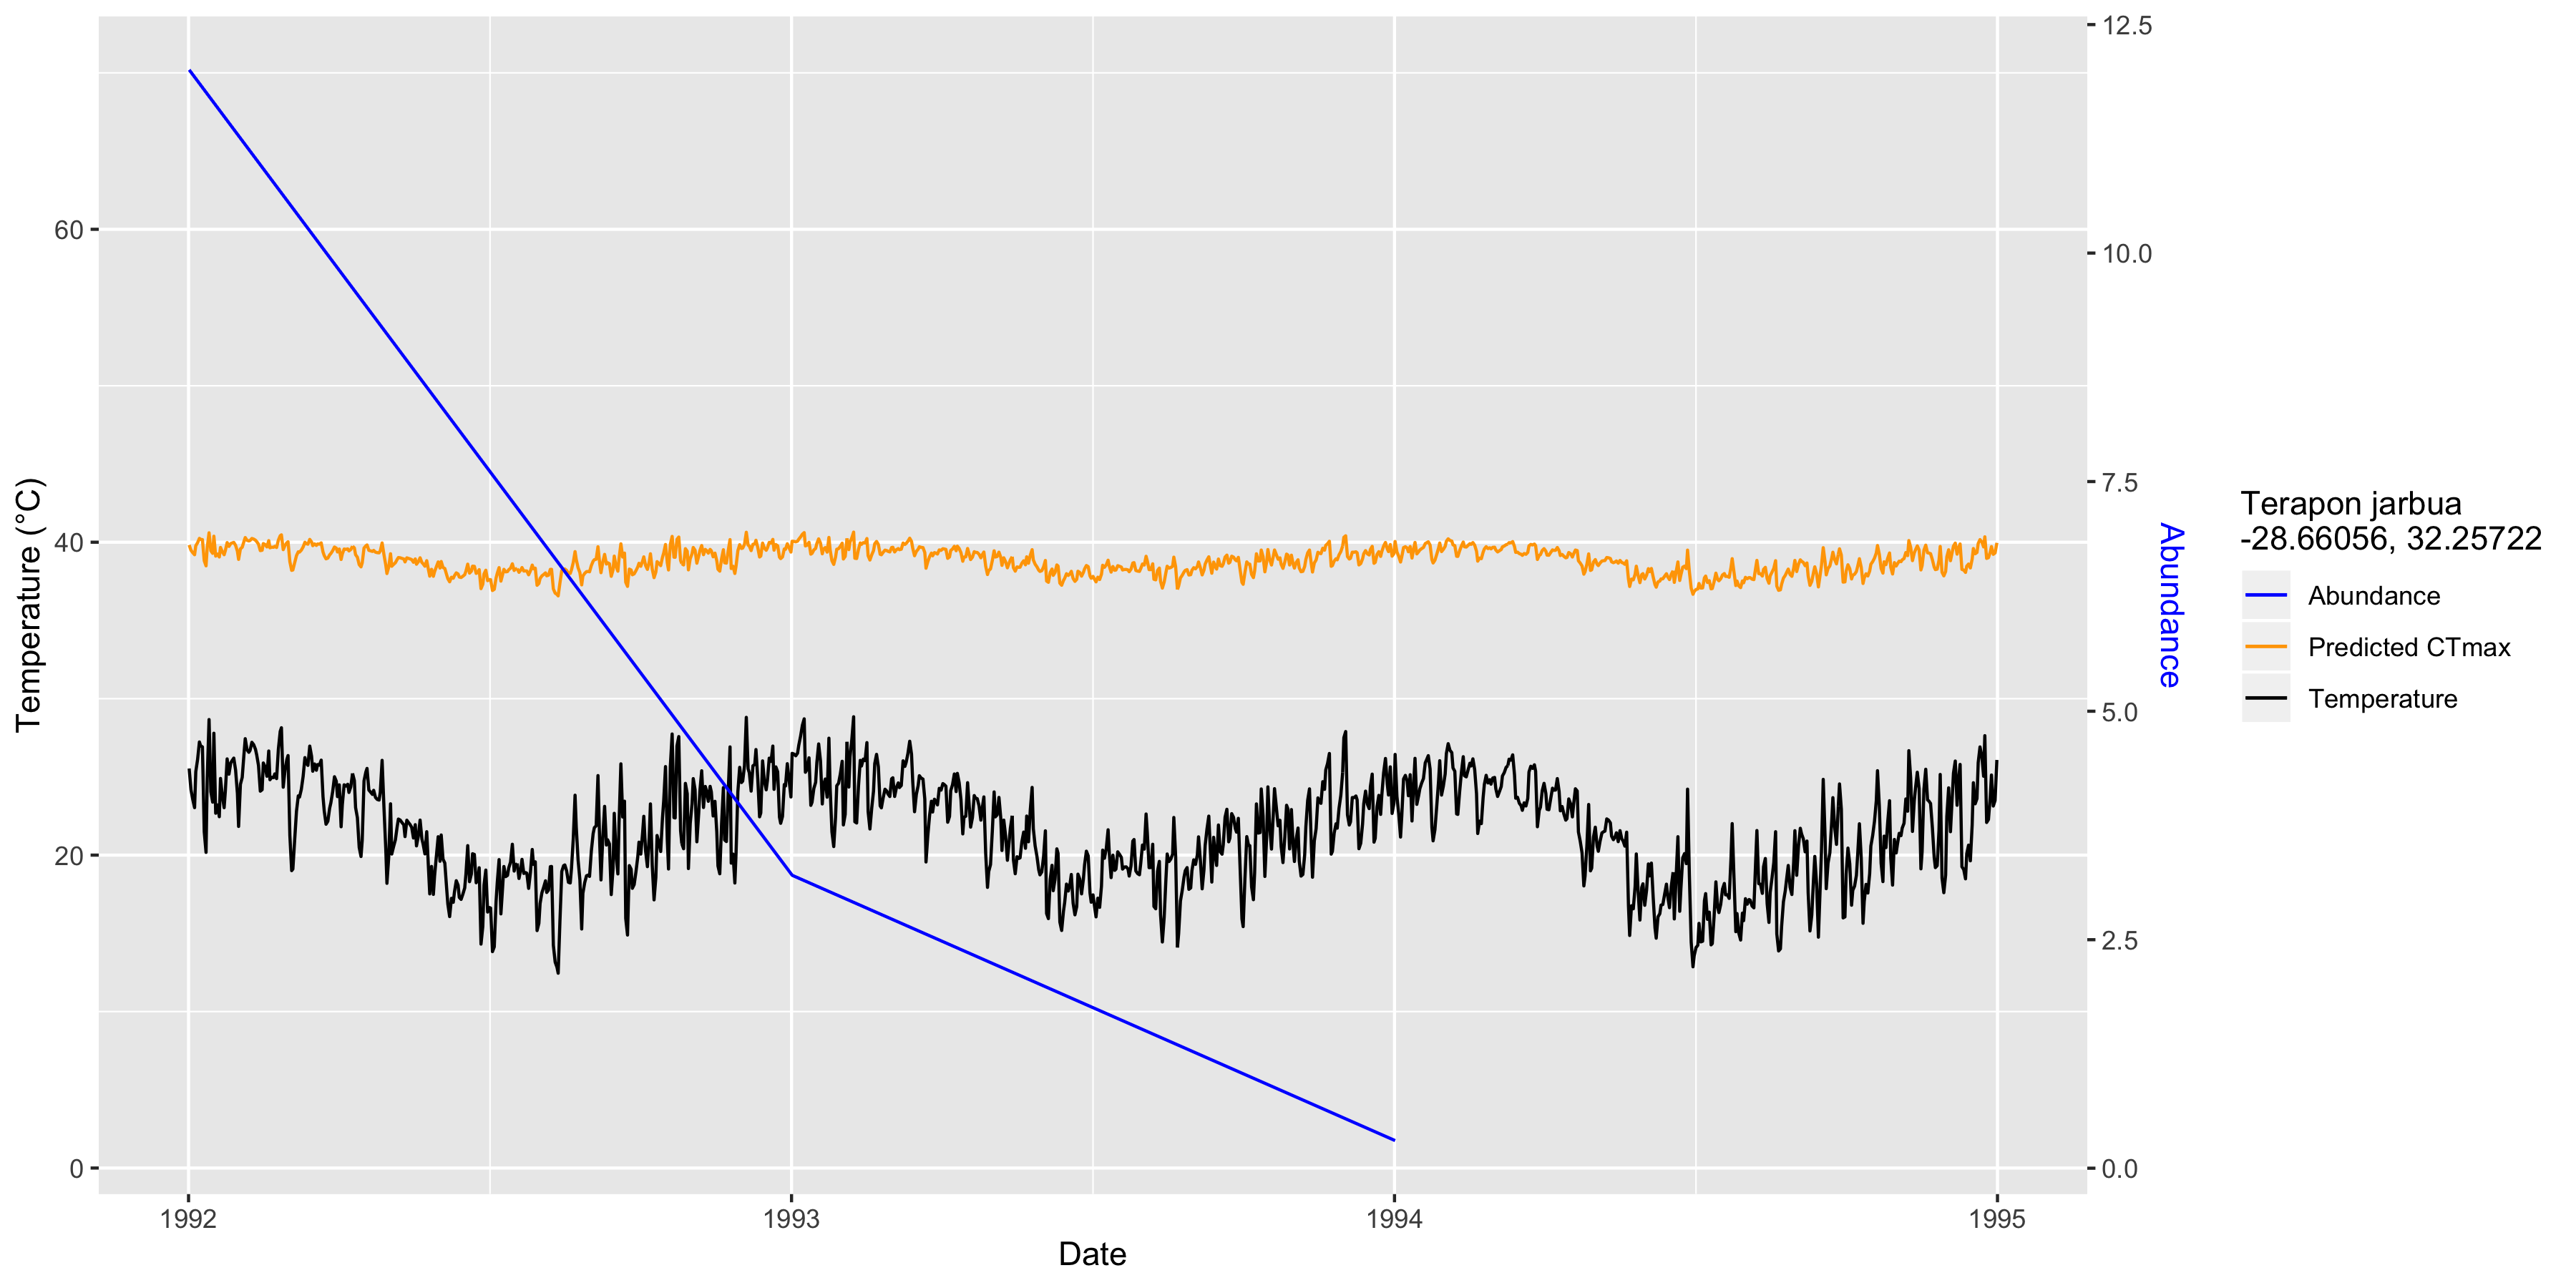 Temperature (°C)
60
40
20
0
12.5
10.0
7.5
5.0
2.5
0.0
Abundance
1992
1993
1994
1995
Date
Terapon jarbua
-28.66056, 32.25722
Abundance
Predicted CTmax
Temperature